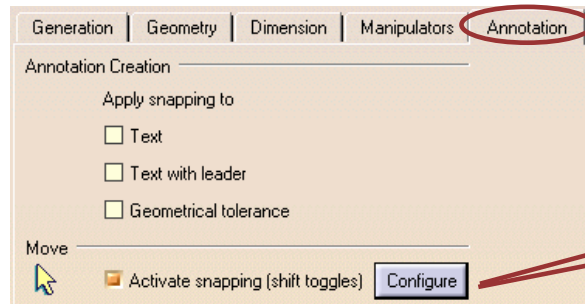 Generation Geometry Dimension Manipulators Annotation
Annotation Creation
Apply snapping to
Text
Text with leader
Geometrical tolerance
Move
Activate snapping (shift toggles) Configure